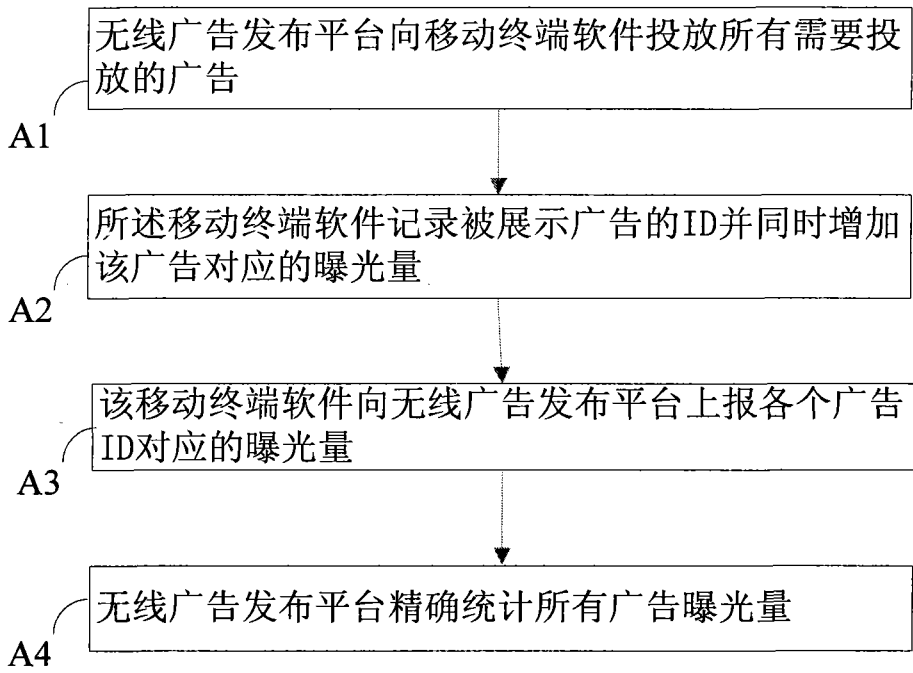 无线广告发布平台向移动终端软件投放所有需要投
放的广告
A1
所述移动终端软件记录被展示广告的ID并同时增加
该广告对应的曝光量
A2
该移动终端软件向无线广告发布平台上报各个广告
ID对应的曝光量
A3
无线广告发布平台精确统计所有广告曝光量
A4